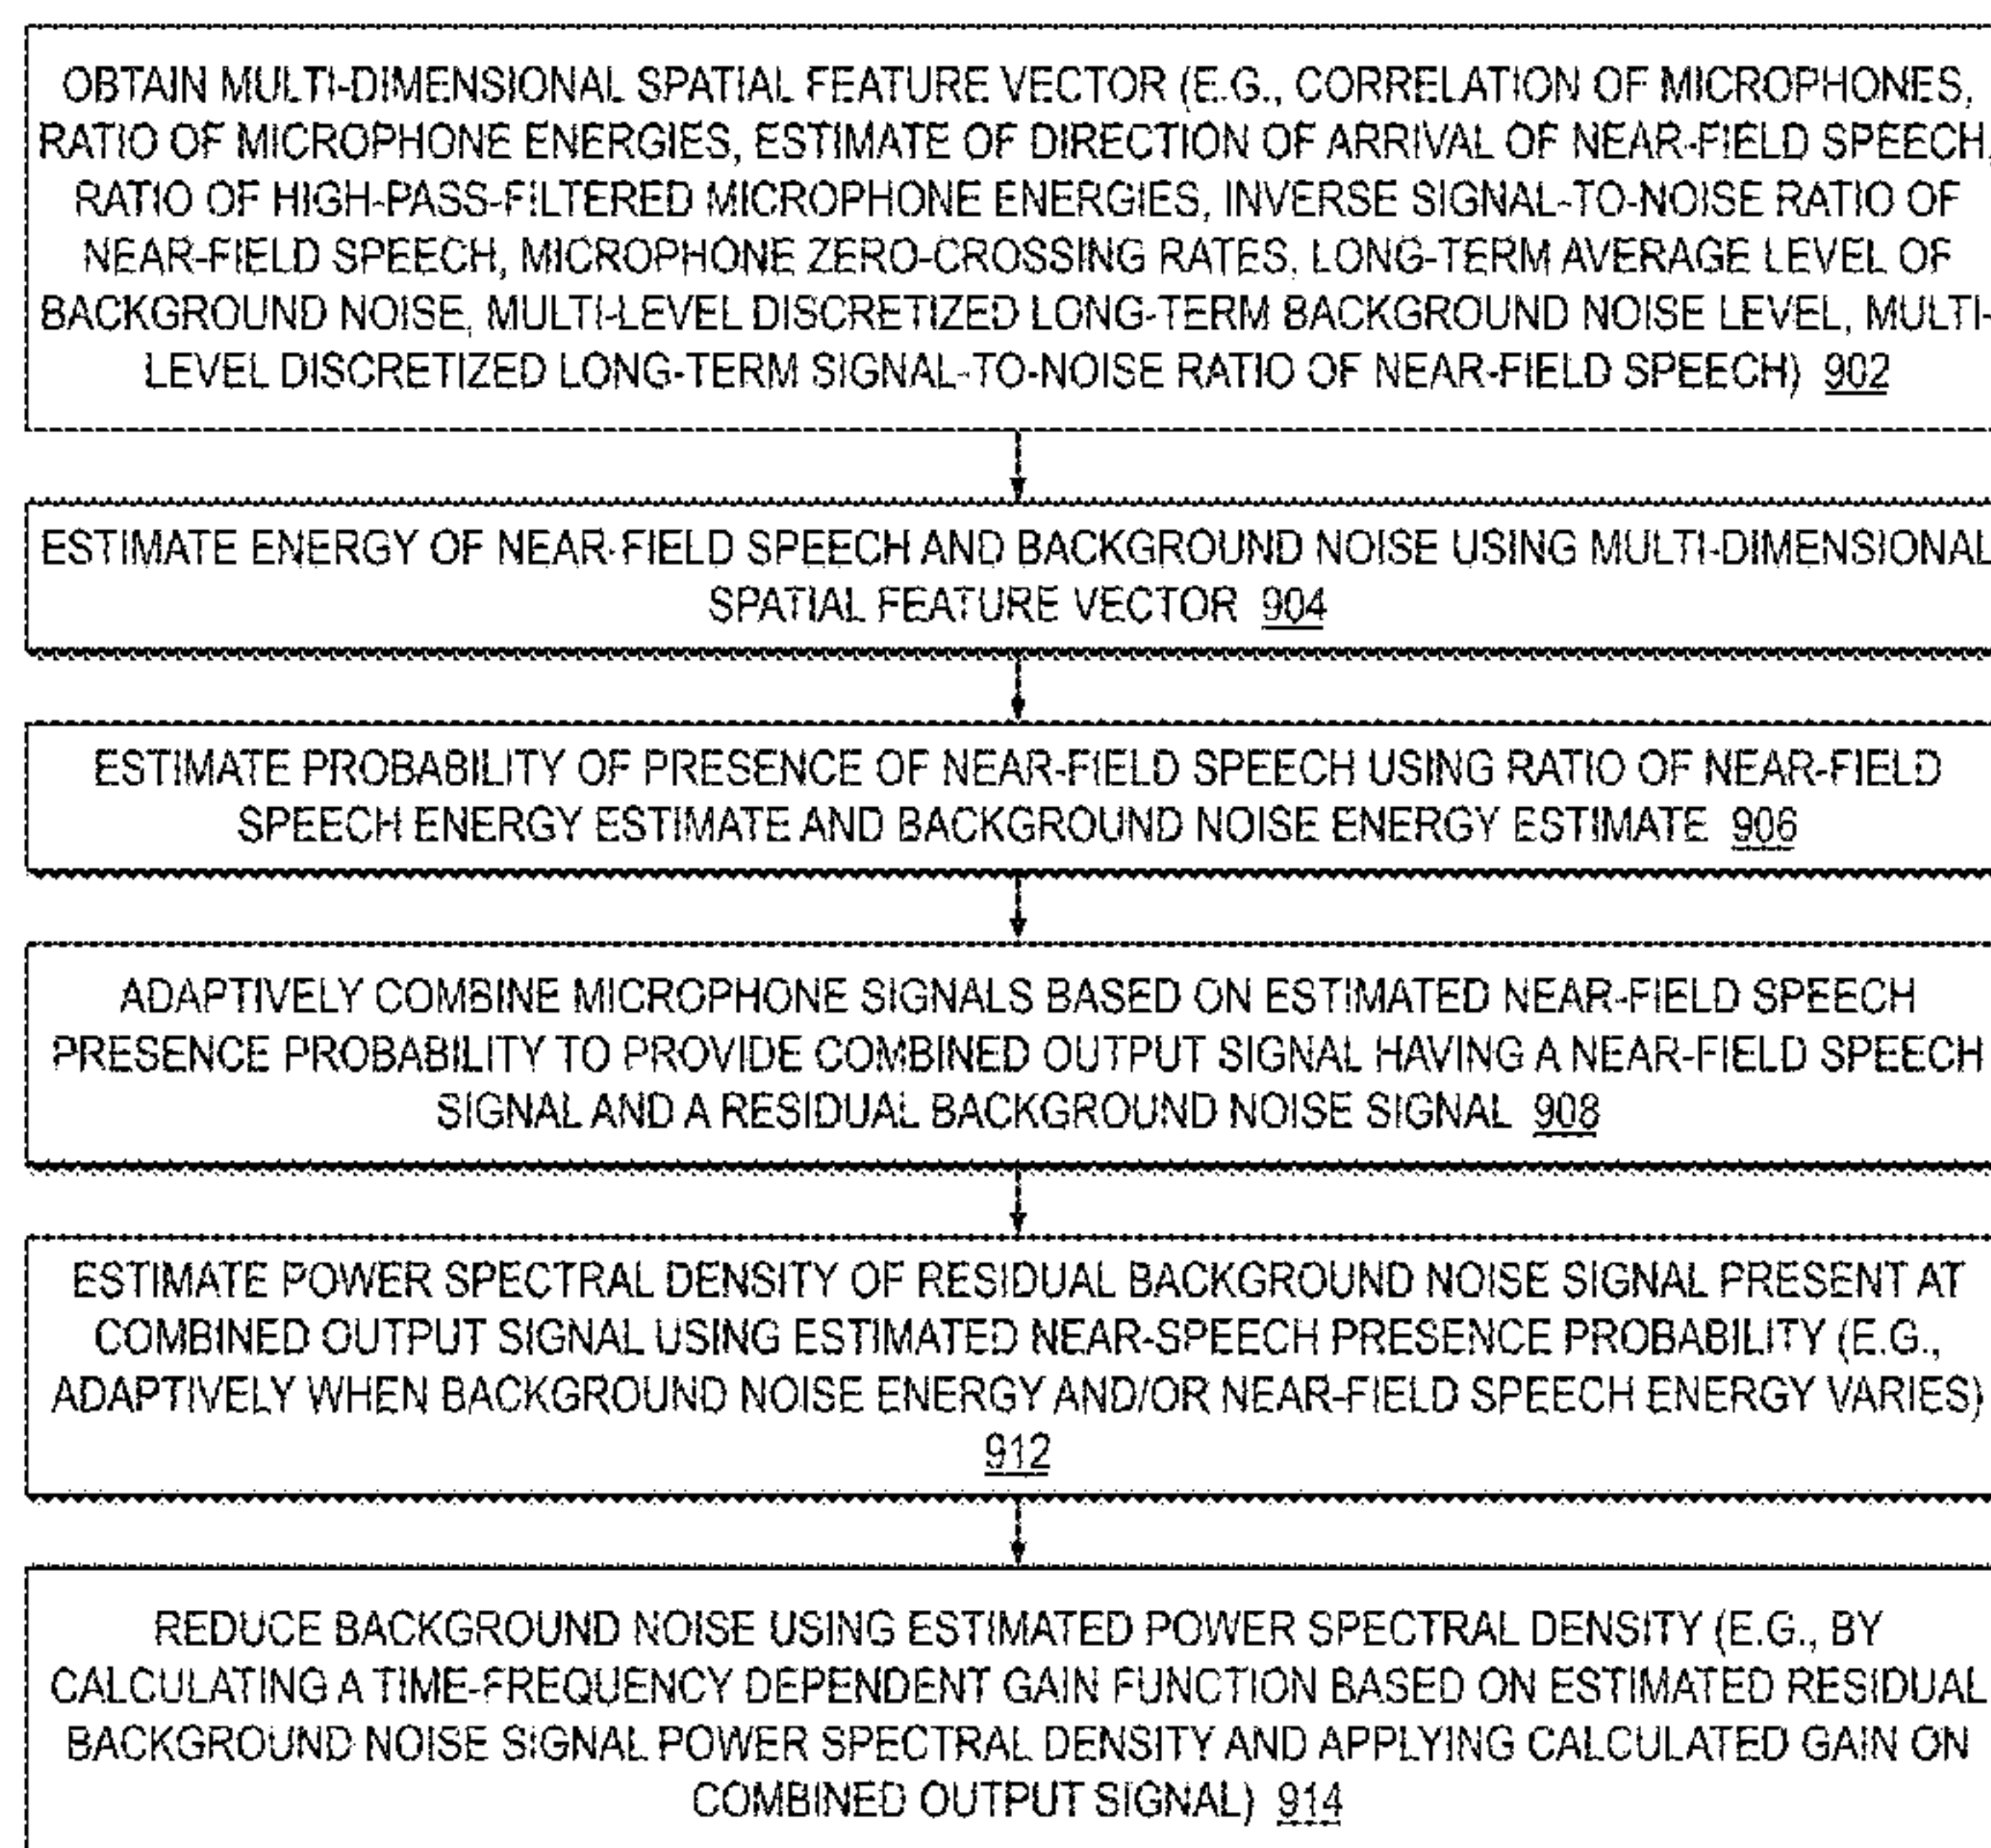 OBTAIN MULTI-DIMENSIONAL SPATIAL FEATURE VECTOR (E.G., CORRELATION OF MICROPHONES,
RATIO OF MICROPHONE ENERGIES, ESTIMATE OF DIRECTION OF ARRIVAL OF NEAR-FIELD SPEECH,
RATIO OF HIGH-PASS-FILTERED MICROPHONE ENERGIES, INVERSE SIGNAL-TO-NOISE RATIO OF
NEAR-FIELD SPEECH, MICROPHONE ZERO-CROSSING RATES, LONG-TERM AVERAGE LEVEL OF
BACKGROUND NOISE, MULTI-LEVEL DISCRETIZED LONG-TERM BACKGROUND NOISE LEVEL, MULTI-
LEVEL DISCRETIZED LONG-TERM SIGNAL-TO-NOISE RATIO OF NEAR-FIELD SPEECH) 902
ESTIMATE ENERGY OF NEAR-FIELD SPEECH AND BACKGROUND NOISE USING MULTI-DIMENSIONAL
SPATIAL FEATURE VECTOR 904
ESTIMATE PROBABILITY OF PRESENCE OF NEAR-FIELD SPEECH USING RATIO OF NEAR-FIELD
SPEECH ENERGY ESTIMATE AND BACKGROUND NOISE ENERGY ESTIMATE 906
ADAPTIVELY COMBINE MICROPHONE SIGNALS BASED ON ESTIMATED NEAR-FIELD SPEECH
PRESENCE PROBABILITY TO PROVIDE COMBINED OUTPUT SIGNAL HAVING A NEAR-FIELD SPEECH
SIGNAL AND A RESIDUAL BACKGROUND NOISE SIGNAL 908
ESTIMATE POWER SPECTRAL DENSITY OF RESIDUAL BACKGROUND NOISE SIGNAL PRESENT AT
COMBINED OUTPUT SIGNAL USING ESTIMATED NEAR-SPEECH PRESENCE PROBABILITY (E.G.,
ADAPTIVELY WHEN BACKGROUND NOISE ENERGY AND/OR NEAR-FIELD SPEECH ENERGY VARIES)
912
REDUCE BACKGROUND NOISE USING ESTIMATED POWER SPECTRAL DENSITY (E.G., BY
CALCULATING A TIME-FREQUENCY DEPENDENT GAIN FUNCTION BASED ON ESTIMATED RESIDUAL
BACKGROUND NOISE SIGNAL POWER SPECTRAL DENSITY AND APPLYING CALCULATED GAIN ON
COMBINED OUTPUT SIGNAL) 914